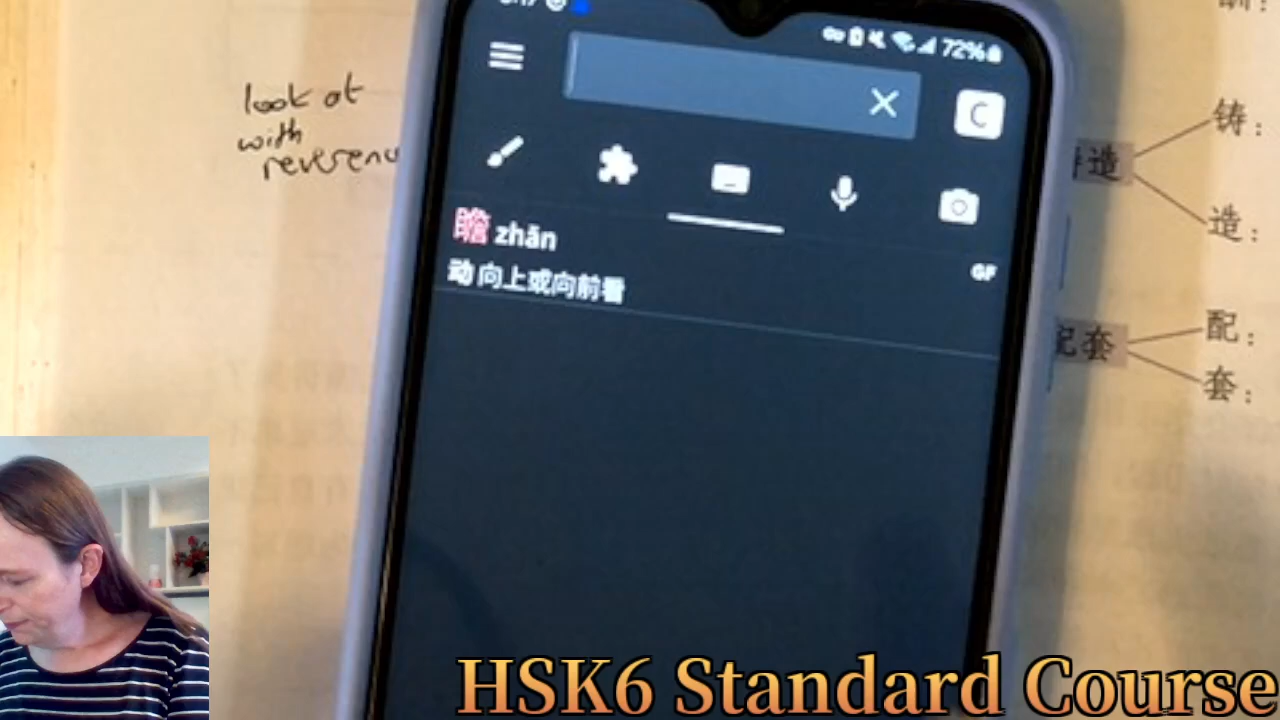 look at
with
72%
C
瞻 zhān
GF
动 向上或向前看
造
铸：
造：
配套
配：
套：
HSK6 Standard Course